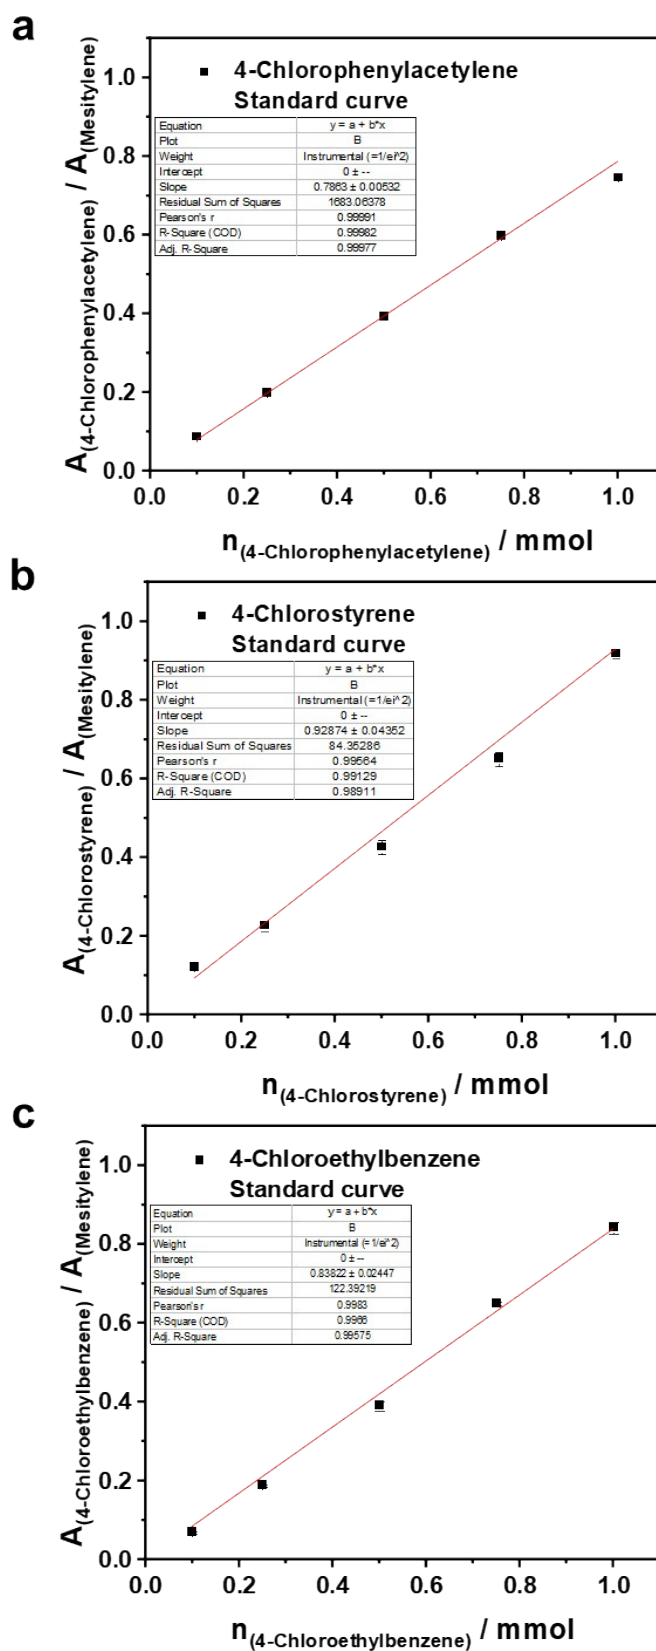 a
A(4-Chlorophenylacetylene) / A(Mesitylene)
1.0
0.8
0.6
0.4
0.2
0.0
4-Chlorophenylacetylene
Standard curve
Equation y = a + b*x
Plot B
Weight Instrumental (=1/ei^2)
Intercept 0 ± --
Slope 0.7863 ± 0.00532
Residual Sum of Squares 1683.06378
Pearson's r 0.99991
R-Square (COD) 0.99982
Adj. R-Square 0.99977
0.0 0.2 0.4 0.6 0.8 1.0
n(4-Chlorophenylacetylene) / mmol
b
A(4-Chlorostyrene) / A(Mesitylene)
1.0
0.8
0.6
0.4
0.2
0.0
4-Chlorostyrene
Standard curve
Equation y = a + b*x
Plot B
Weight Instrumental (=1/ei^2)
Intercept 0 ± --
Slope 0.92874 ± 0.04352
Residual Sum of Squares 84.35286
Pearson's r 0.99564
R-Square (COD) 0.99129
Adj. R-Square 0.98911
0.0 0.2 0.4 0.6 0.8 1.0
n(4-Chlorostyrene) / mmol
c
A(4-Chloroethylbenzene) / A(Mesitylene)
1.0
0.8
0.6
0.4
0.2
0.0
4-Chloroethylbenzene
Standard curve
Equation y = a + b*x
Plot B
Weight Instrumental (=1/ei^2)
Intercept 0 ± --
Slope 0.83822 ± 0.02447
Residual Sum of Squares 122.39219
Pearson's r 0.9983
R-Square (COD) 0.9966
Adj. R-Square 0.99575
0.0 0.2 0.4 0.6 0.8 1.0
n(4-Chloroethylbenzene) / mmol